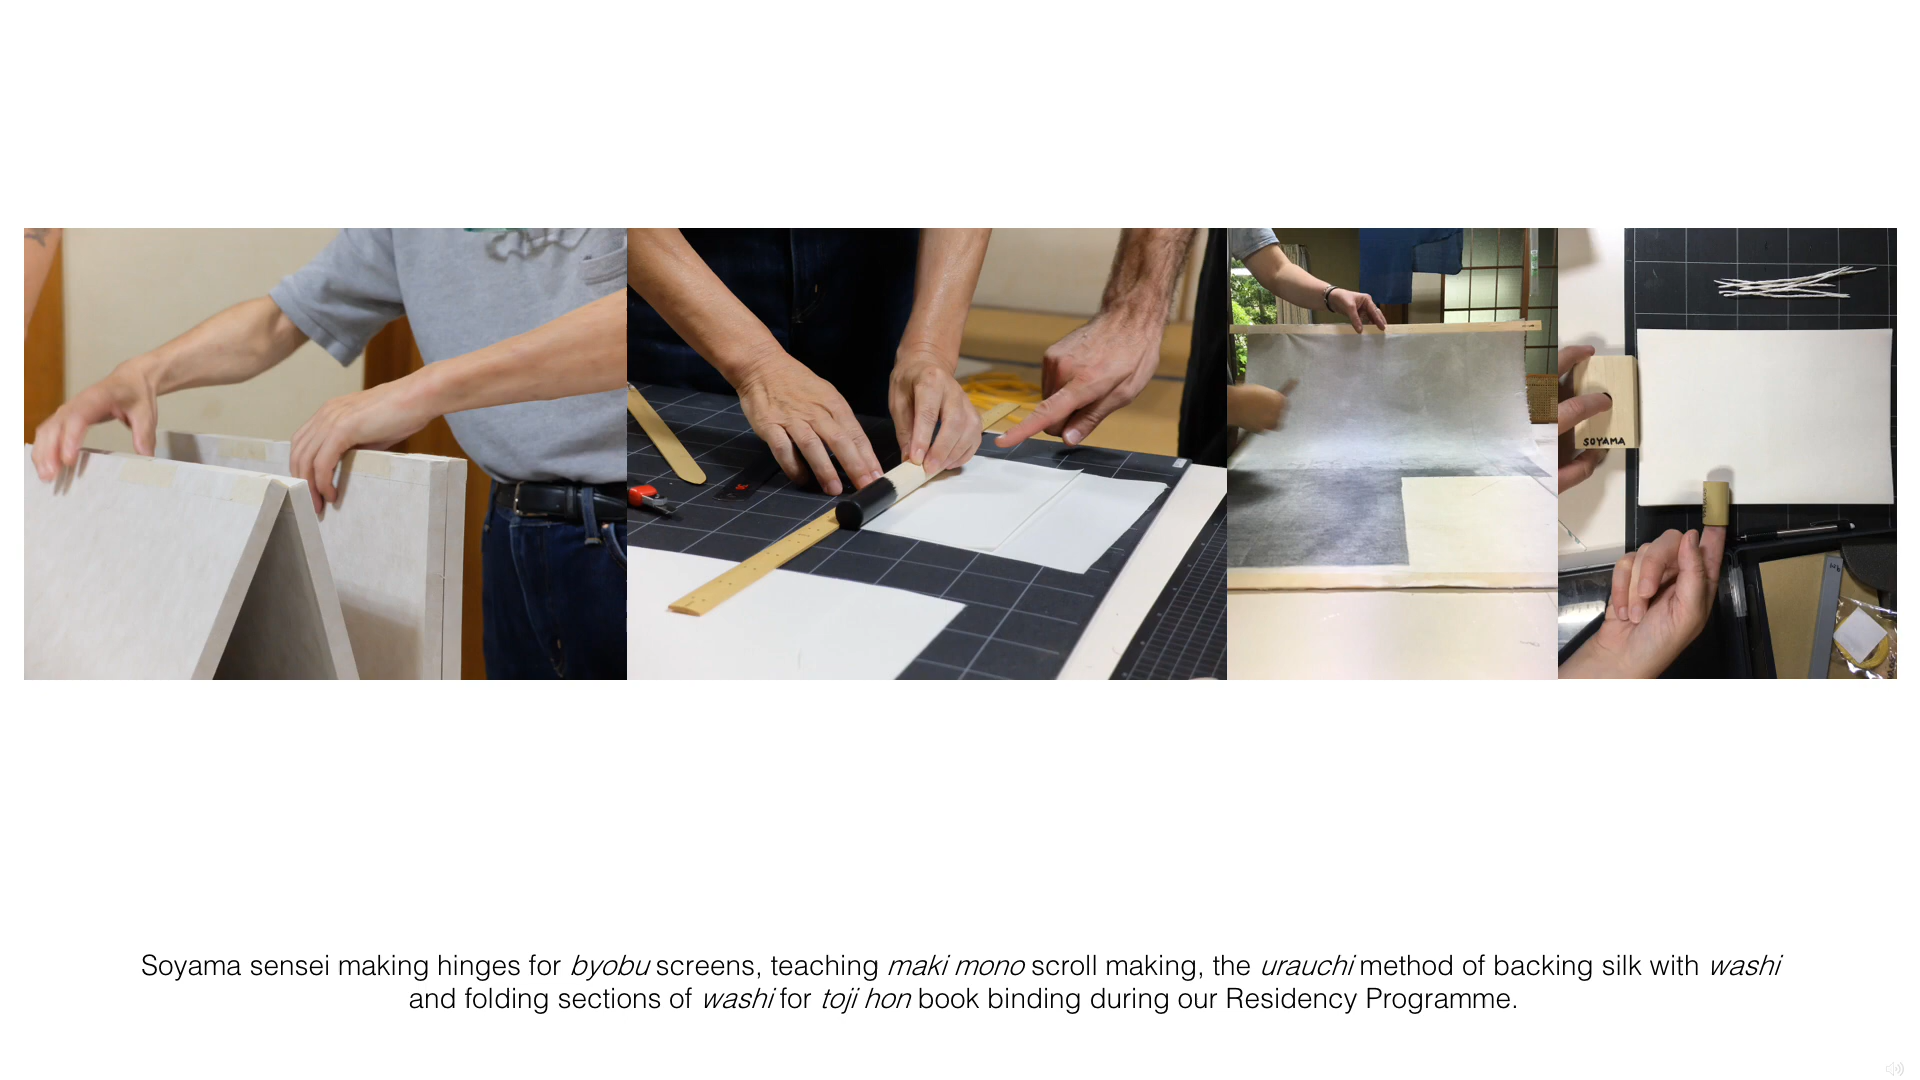 SOYAMA
Soyama sensei making hinges for byobu screens, teaching maki mono scroll making, the urauchi method of backing silk with washi
and folding sections of washi for toji hon book binding during our Residency Programme.